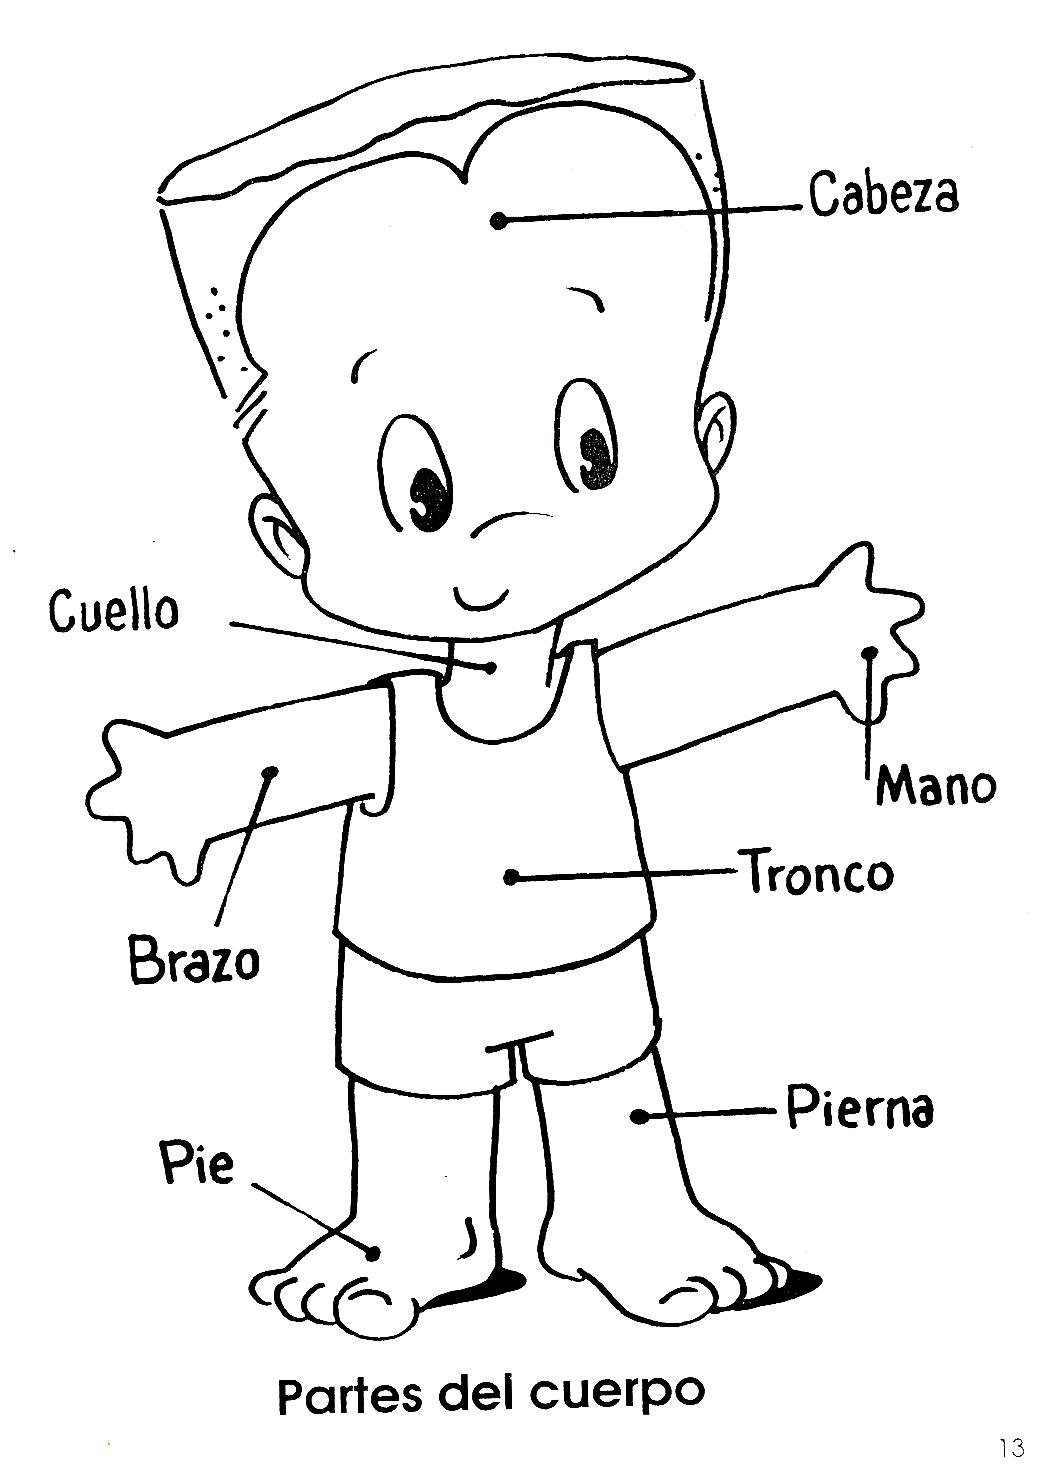 Cabeza
Cuello
Mano
Tronco
Brazo
Pierna
Pie
Partes del cuerpo
13